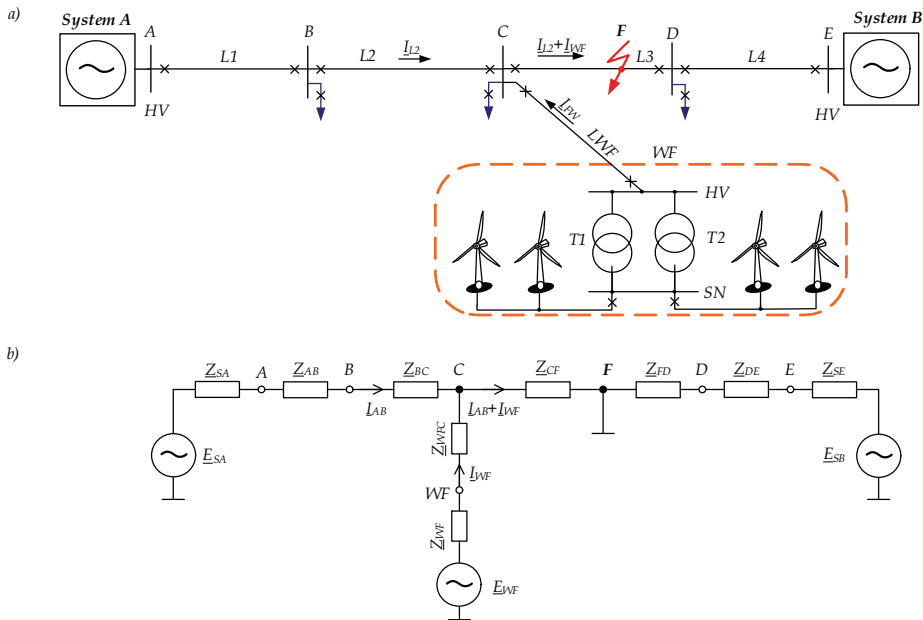 a)
System A
A
B
C
F
D
E
System B
L1
L2
I_L2
I_L2+I_WF
L3
L4
HV
HV
I_FW
LWF
WF
HV
T1
T2
SN
b)
Z_SA
A
Z_AB
B
Z_BC
C
Z_CF
F
Z_FD
D
Z_DE
E
Z_SE
I_AB
I_AB+I_WF
Z_WFC
E_SA
E_SB
I_WF
WF
Z_WF
E_WF